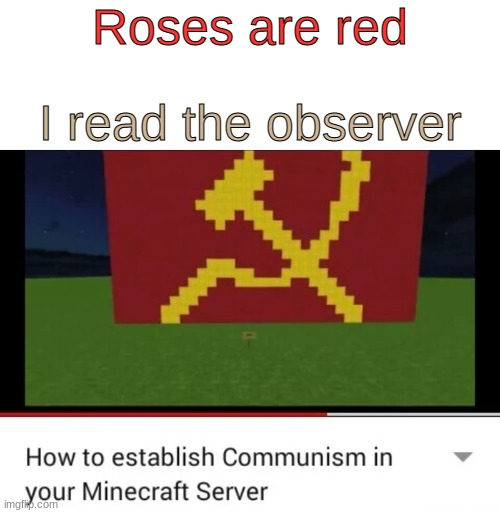 Roses are red
I read the observer
How to establish Communism in
your Minecraft Server
imgflip.com